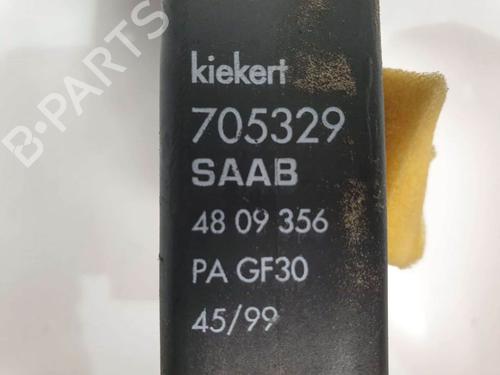 kiekert
705329
SAAB
48 09 356
PA GF30
45/99
B-PARTS